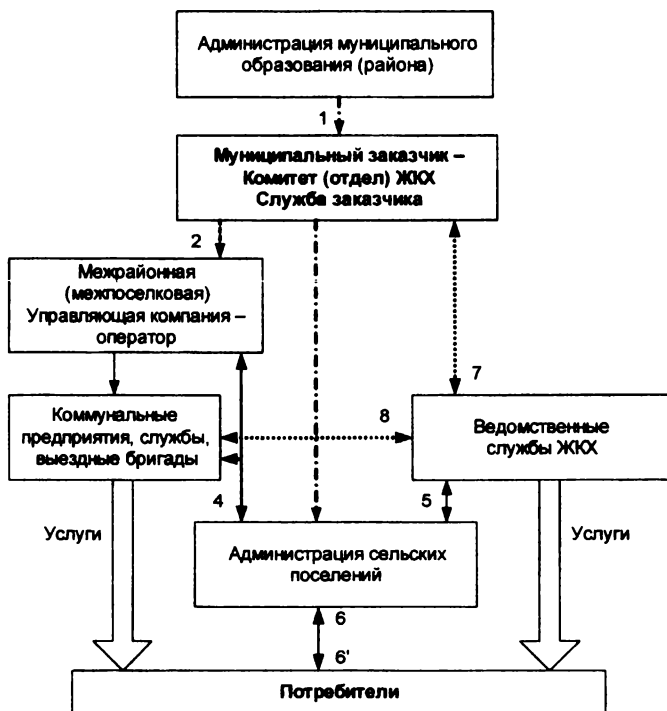 Администрация муниципального
образования (района)
1
Муниципальный заказчик –
Комитет (отдел) ЖКХ
Служба заказчика
2
Межрайонная
(межпоселковая)
Управляющая компания –
оператор
7
Коммунальные
предприятия, службы,
выездные бригады
8
Ведомственные
службы ЖКХ
4
5
Услуги
Услуги
Администрация сельских
поселений
6
6'
Потребители